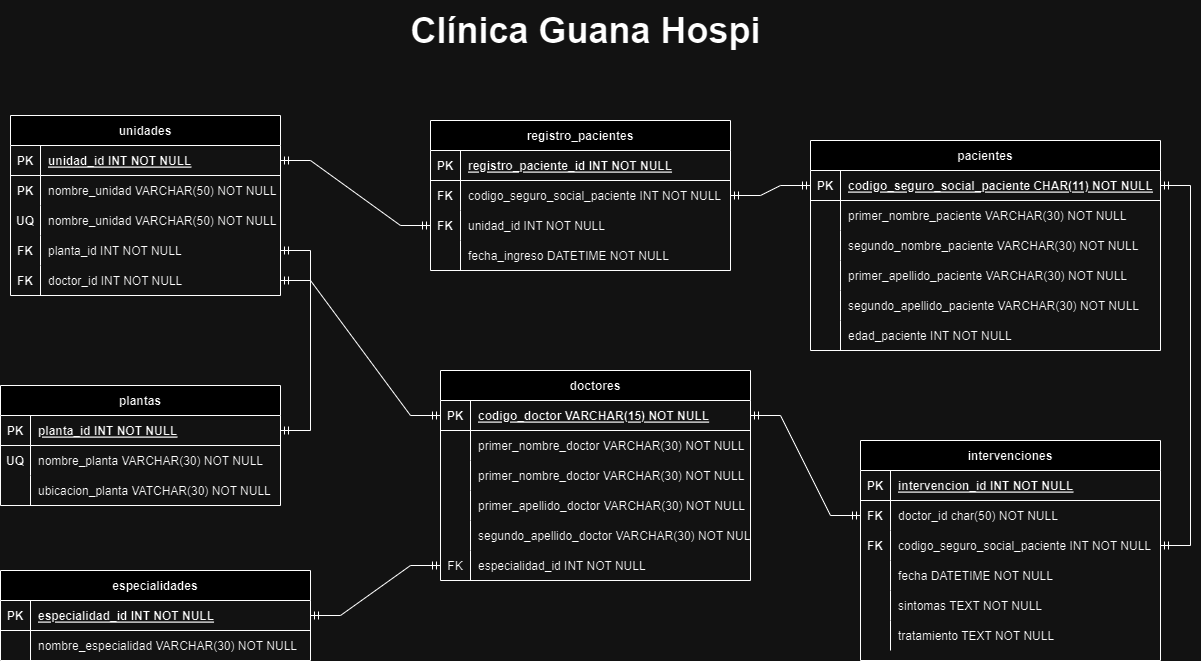 Clínica Guana Hospi
unidades
PK unidad_id INT NOT NULL
PK nombre_unidad VARCHAR(50) NOT NULL
UQ nombre_unidad VARCHAR(50) NOT NULL
FK planta_id INT NOT NULL
FK doctor_id INT NOT NULL
registro_pacientes
PK registro_paciente_id INT NOT NULL
FK codigo_seguro_social_paciente INT NOT NULL
FK unidad_id INT NOT NULL
fecha_ingreso DATETIME NOT NULL
pacientes
PK codigo_seguro_social_paciente CHAR(11) NOT NULL
primer_nombre_paciente VARCHAR(30) NOT NULL
segundo_nombre_paciente VARCHAR(30) NOT NULL
primer_apellido_paciente VARCHAR(30) NOT NULL
segundo_apellido_paciente VARCHAR(30) NOT NULL
edad_paciente INT NOT NULL
plantas
PK planta_id INT NOT NULL
UQ nombre_planta VARCHAR(30) NOT NULL
ubicacion_planta VATCHAR(30) NOT NULL
doctores
PK codigo_doctor VARCHAR(15) NOT NULL
primer_nombre_doctor VARCHAR(30) NOT NULL
primer_nombre_doctor VARCHAR(30) NOT NULL
primer_apellido_doctor VARCHAR(30) NOT NULL
segundo_apellido_doctor VARCHAR(30) NOT NUL
FK especialidad_id INT NOT NULL
intervenciones
PK intervencion_id INT NOT NULL
FK doctor_id char(50) NOT NULL
FK codigo_seguro_social_paciente INT NOT NULL
fecha DATETIME NOT NULL
sintomas TEXT NOT NULL
tratamiento TEXT NOT NULL
especialidades
PK especialidad_id INT NOT NULL
nombre_especialidad VARCHAR(30) NOT NULL